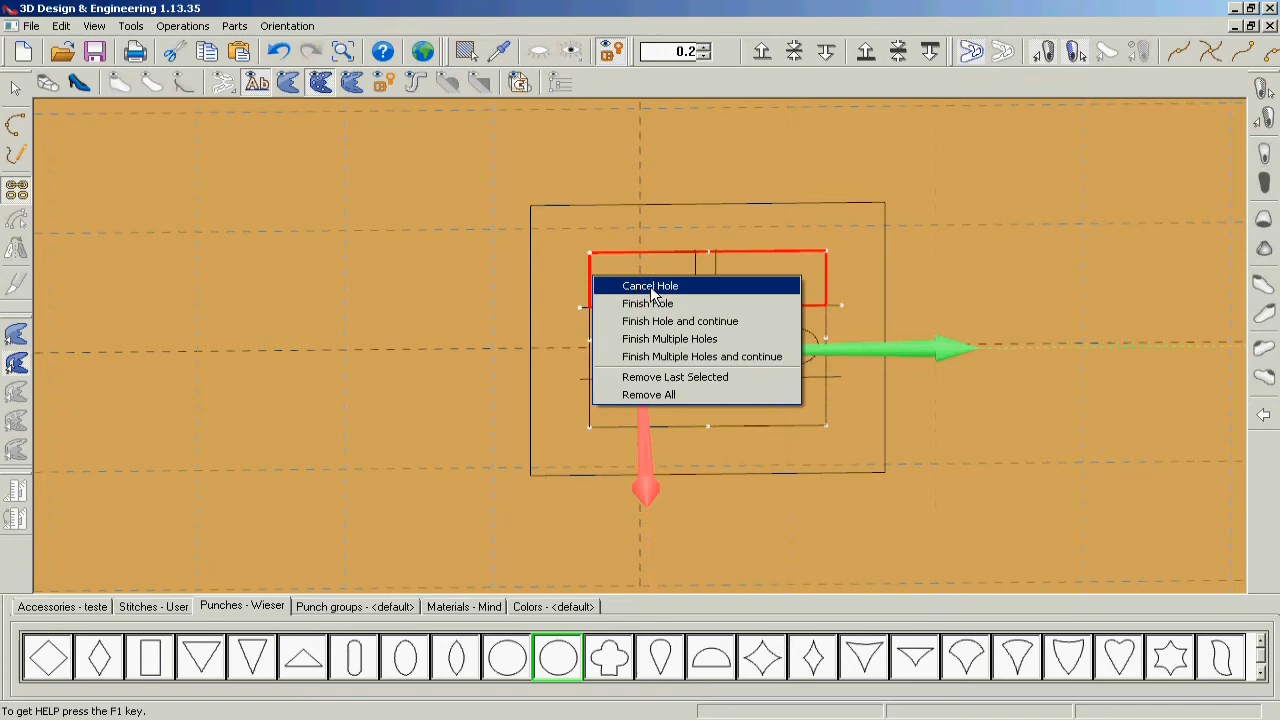 3D Design & Engineering 1.13.35
File Edit View Tools Operations Parts Orientation
0.2
Ab
Cancel Hole
Finish Hole
Finish Hole and continue
Finish Multiple Holes
Finish Multiple Holes and continue
Remove Last Selected
Remove All
Accessories - teste Stitches - User Punches - Wieser Punch groups - <default> Materials - Mind Colors - <default>
To get HELP press the F1 key.